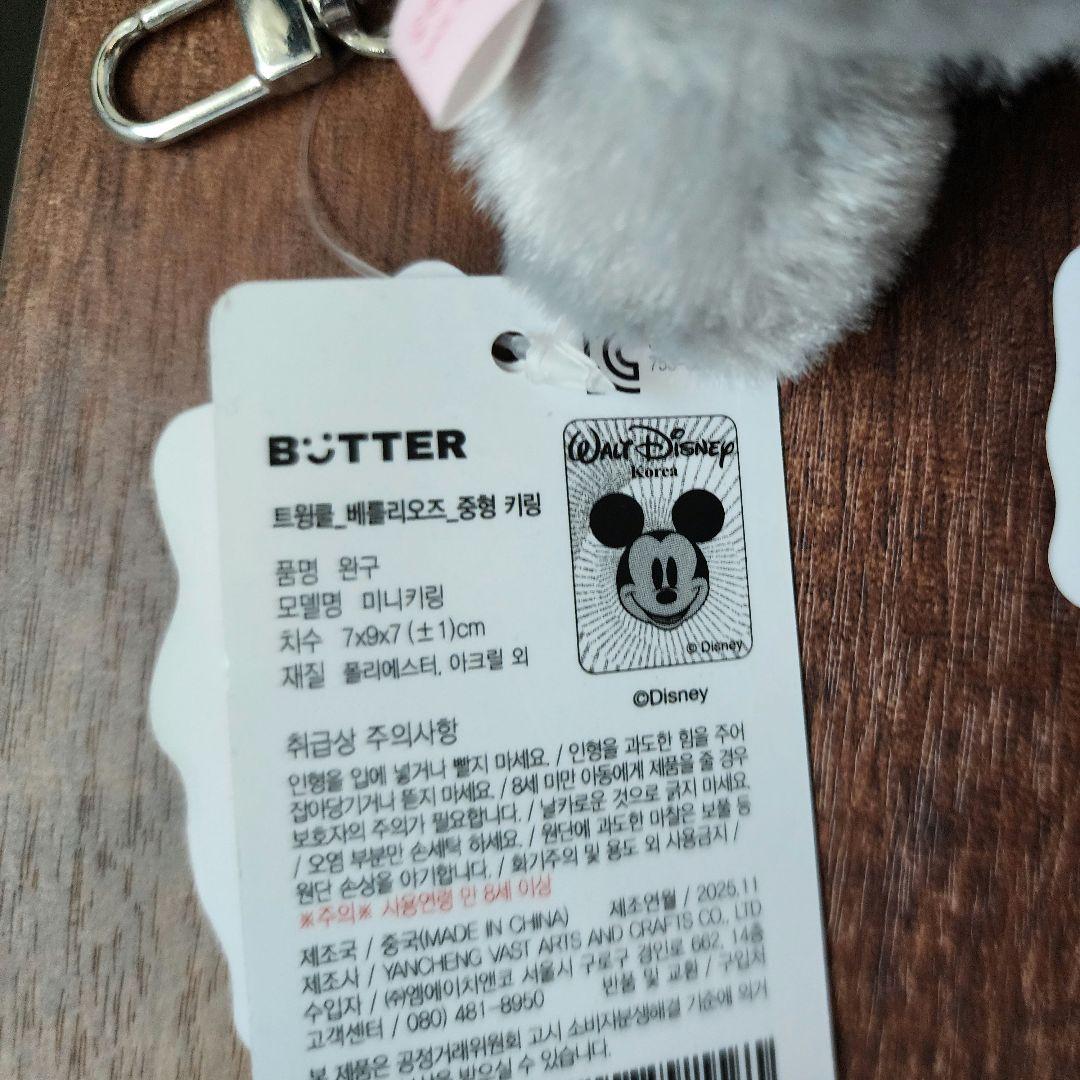 BUTTER
WALT DISNEY
Korea
© Disney
©Disney
트윙클_베를리오즈_중형 키링
품명 완구
모델명 미니키링
치수 7x9x7 (±1)cm
재질 폴리에스터, 아크릴 외
취급상 주의사항
인형을 입에 넣거나 빨지 마세요. / 인형을 과도한 힘을 주어
잡아당기거나 뜯지 마세요. / 8세 미만 아동에게 제품을 줄 경우
보호자의 주의가 필요합니다. / 날카로운 것으로 긁지 마세요
/ 오염 부분만 손세탁 하세요. / 원단에 과도한 마찰은 보풀 등
원단 손상을 야기합니다. / 화기주의 및 용도 외 사용금지 /
※주의※ 사용연령 만 8세 이상
제조국 / 중국(MADE IN CHINA) 제조연월 / 2025.11
제조사 / YANCHENG VAST ARTS AND CRAFTS CO., LTD
수입자 / ㈜엠에이치앤코 서울시 구로구 경인로 662, 14층
고객센터 / 080) 481-8950 반품 및 교환 / 구입처
본 제품은 공정거래위원회 고시 소비자분쟁해결 기준에 의거
받으실 수 있습니다.